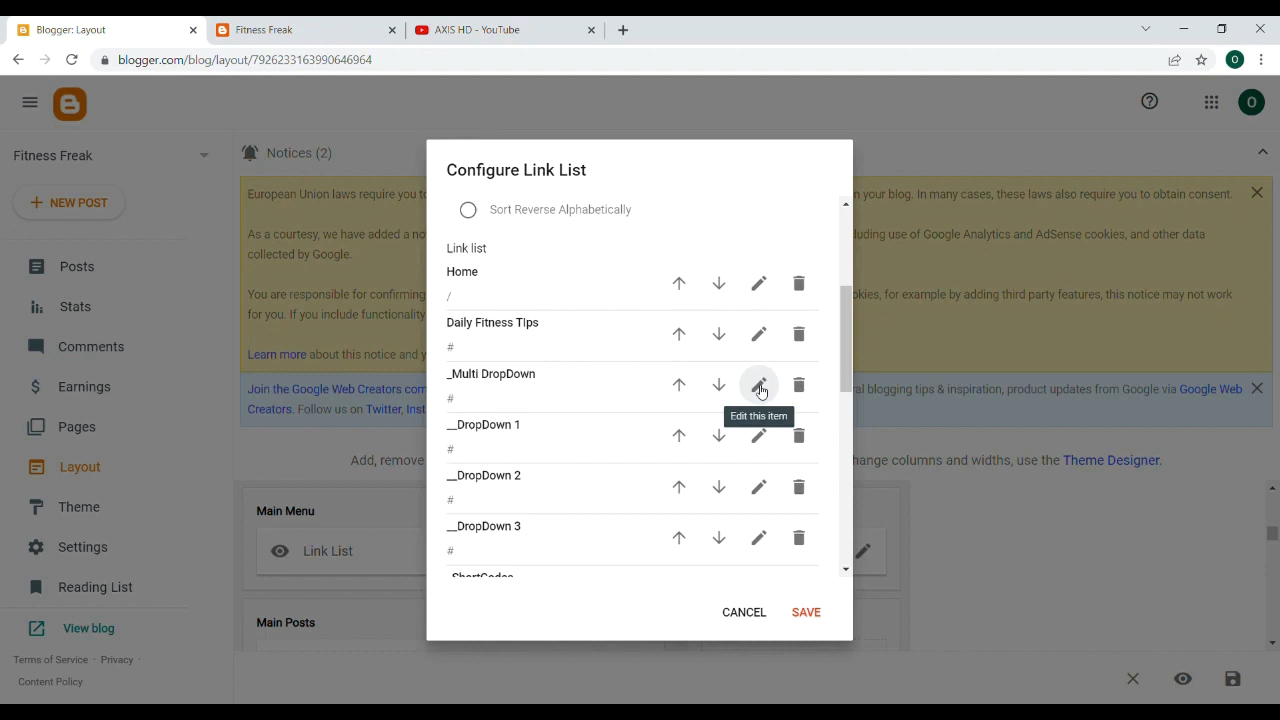 Blogger: Layout
Fitness Freak
AXIS HD - YouTube
blogger.com/blog/layout/7926233163990646964
O
O
Fitness Freak
NEW POST
Posts
Stats
Comments
Earnings
Pages
Layout
Theme
Settings
Reading List
View blog
Terms of Service · Privacy ·
Content Policy
Notices (2)
European Union laws require you to
n your blog. In many cases, these laws also require you to obtain consent.
As a courtesy, we have added a no
uding use of Google Analytics and AdSense cookies, and other data
collected by Google.
You are responsible for confirming
kies, for example by adding third party features, this notice may not work
for you. If you include functionality
Learn more about this notice and y
Join the Google Web Creators com
al blogging tips & inspiration, product updates from Google via Google Web
Creators. Follow us on Twitter, Inst
Add, remove
hange columns and widths, use the Theme Designer.
Main Menu
Link List
Main Posts
Configure Link List
Sort Reverse Alphabetically
Link list
Home
/
Daily Fitness TIps
#
_Multi DropDown
#
Edit this item
__DropDown 1
#
__DropDown 2
#
__DropDown 3
#
_ShortCodes
CANCEL
SAVE